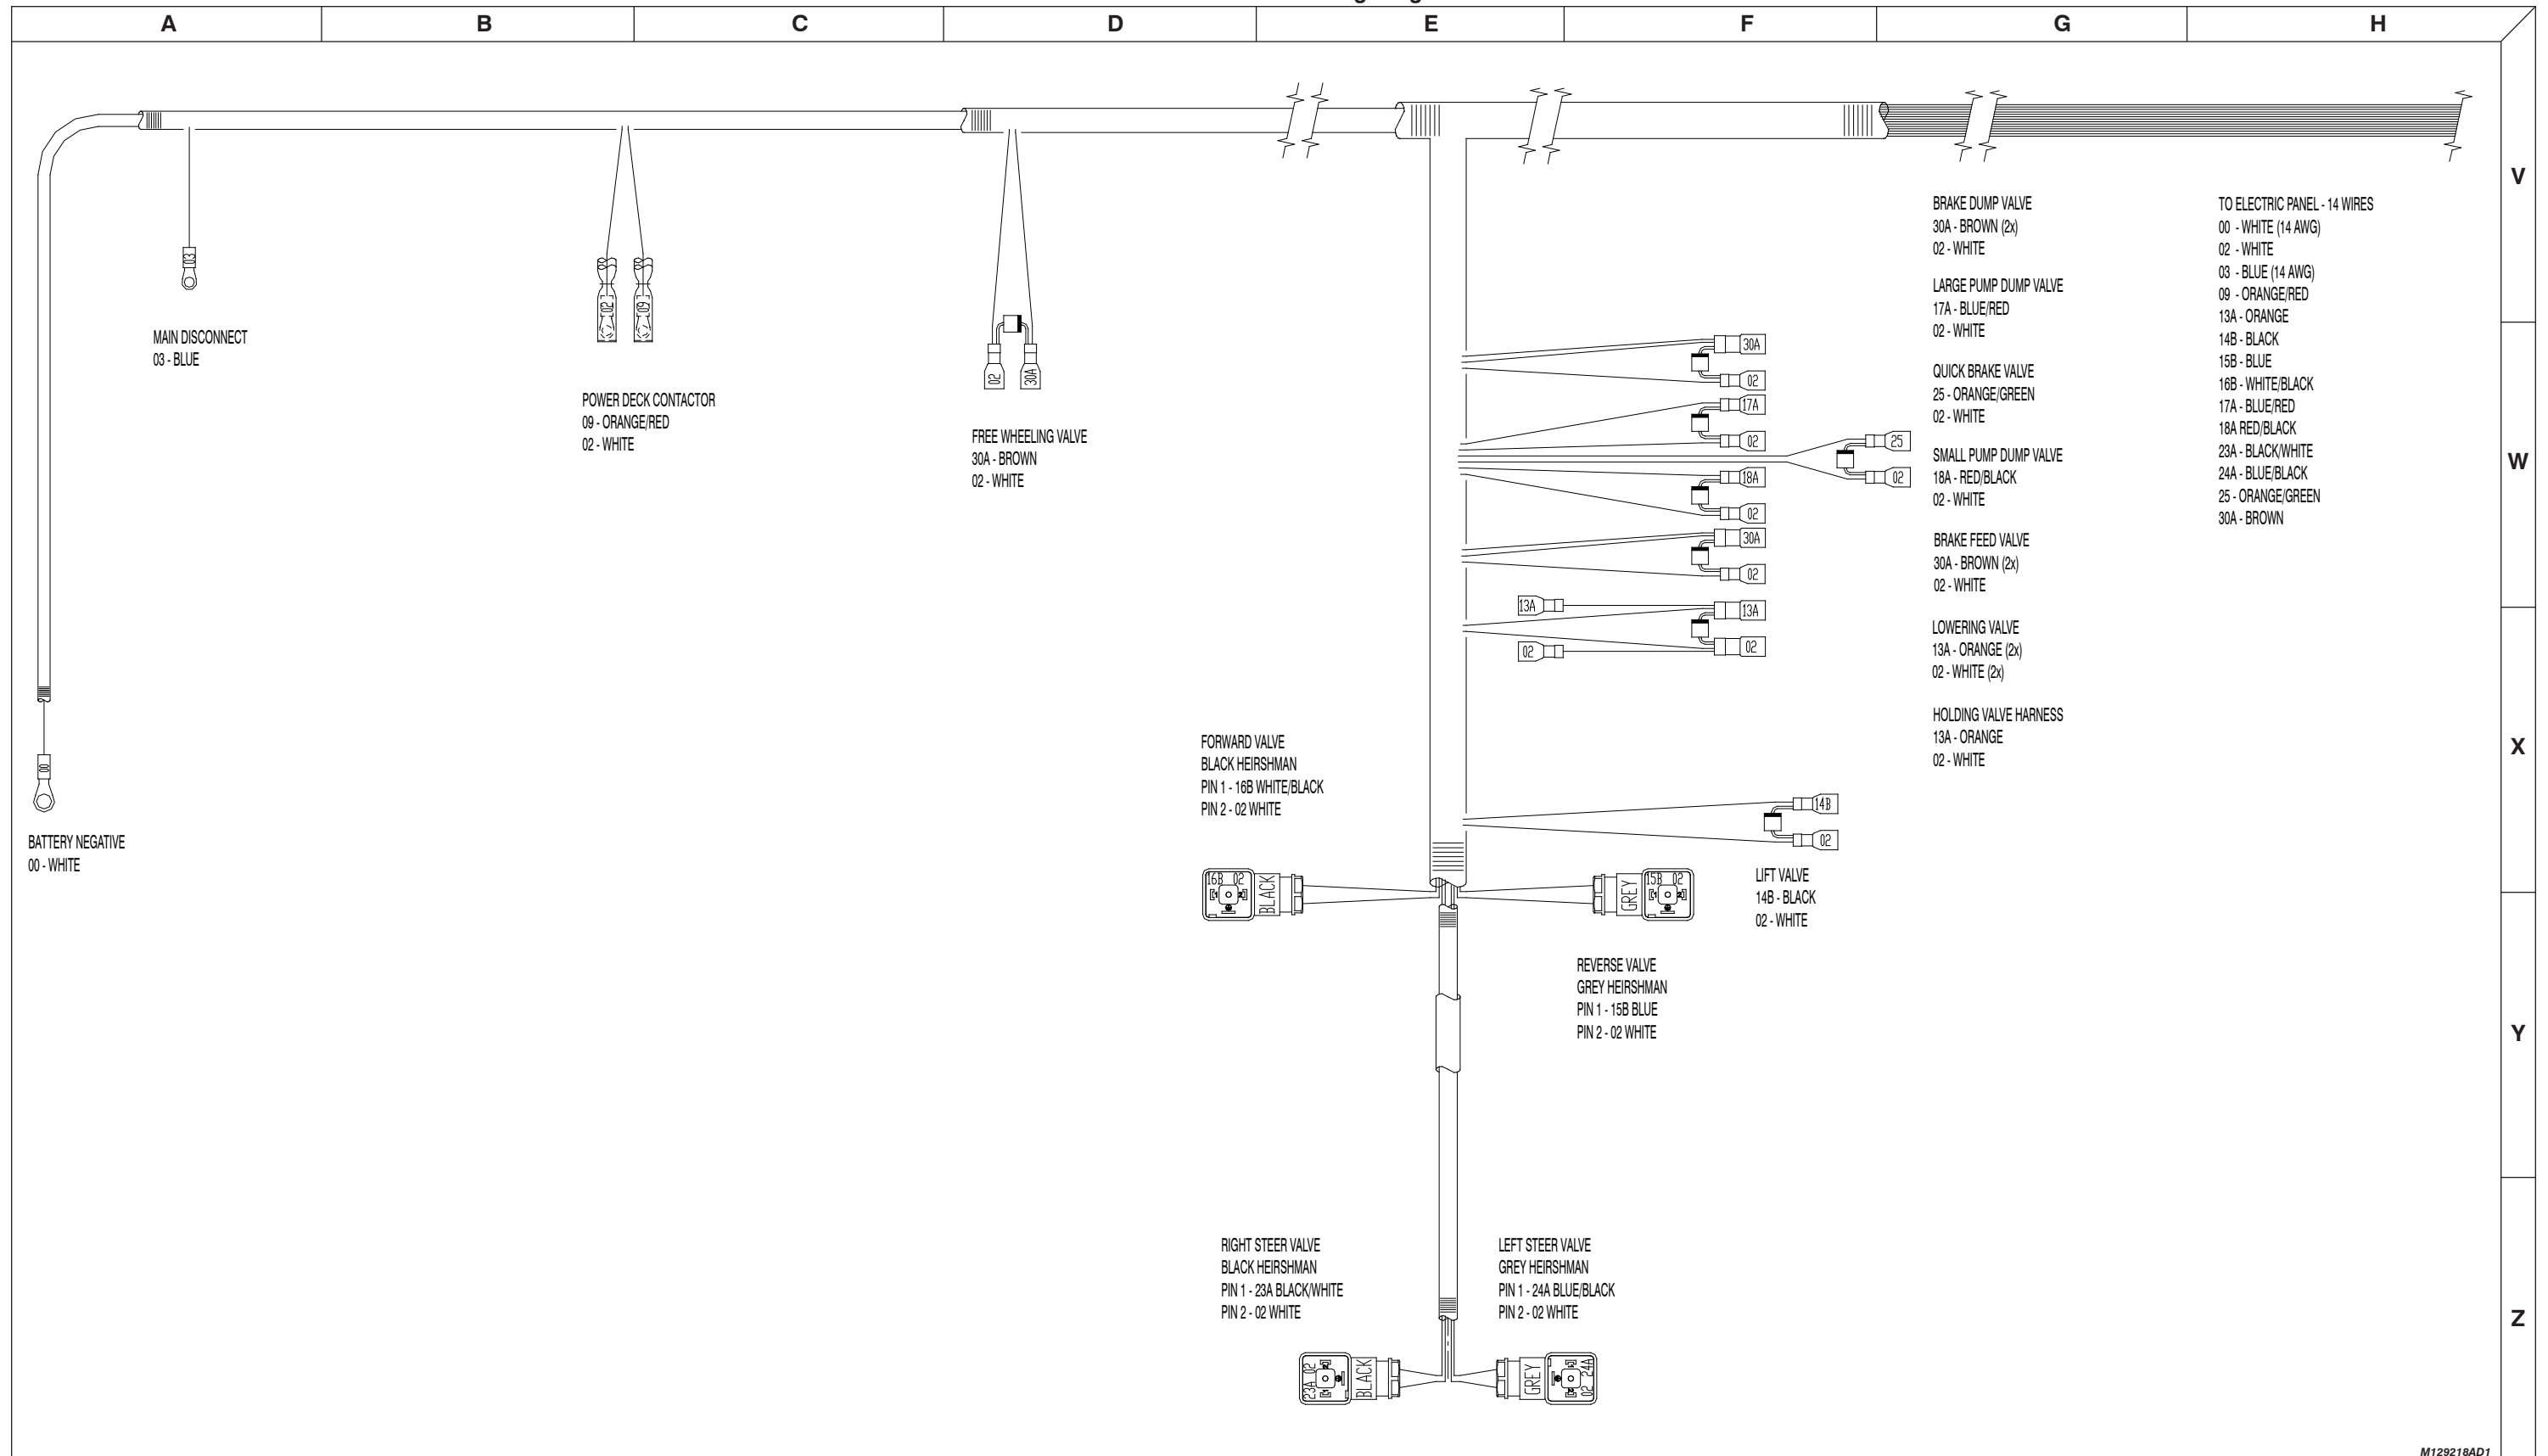 A B C D E F G H
V
W
X
Y
Z
03
MAIN DISCONNECT
03 - BLUE
02 09
POWER DECK CONTACTOR
09 - ORANGE/RED
02 - WHITE
02 30A
FREE WHEELING VALVE
30A - BROWN
02 - WHITE
00
BATTERY NEGATIVE
00 - WHITE
30A
02
17A
02
25
02
18A
02
30A
02
13A
13A
02
02
14B
02
BRAKE DUMP VALVE
30A - BROWN (2x)
02 - WHITE
LARGE PUMP DUMP VALVE
17A - BLUE/RED
02 - WHITE
QUICK BRAKE VALVE
25 - ORANGE/GREEN
02 - WHITE
SMALL PUMP DUMP VALVE
18A - RED/BLACK
02 - WHITE
BRAKE FEED VALVE
30A - BROWN (2x)
02 - WHITE
LOWERING VALVE
13A - ORANGE (2x)
02 - WHITE (2x)
HOLDING VALVE HARNESS
13A - ORANGE
02 - WHITE
TO ELECTRIC PANEL - 14 WIRES
00 - WHITE (14 AWG)
02 - WHITE
03 - BLUE (14 AWG)
09 - ORANGE/RED
13A - ORANGE
14B - BLACK
15B - BLUE
16B - WHITE/BLACK
17A - BLUE/RED
18A RED/BLACK
23A - BLACK/WHITE
24A - BLUE/BLACK
25 - ORANGE/GREEN
30A - BROWN
FORWARD VALVE
BLACK HEIRSHMAN
PIN 1 - 16B WHITE/BLACK
PIN 2 - 02 WHITE
16B 02
BLACK
15B 02
GREY
LIFT VALVE
14B - BLACK
02 - WHITE
REVERSE VALVE
GREY HEIRSHMAN
PIN 1 - 15B BLUE
PIN 2 - 02 WHITE
RIGHT STEER VALVE
BLACK HEIRSHMAN
PIN 1 - 23A BLACK/WHITE
PIN 2 - 02 WHITE
LEFT STEER VALVE
GREY HEIRSHMAN
PIN 1 - 24A BLUE/BLACK
PIN 2 - 02 WHITE
23A 02
BLACK
GREY
02 24A
M129218AD1